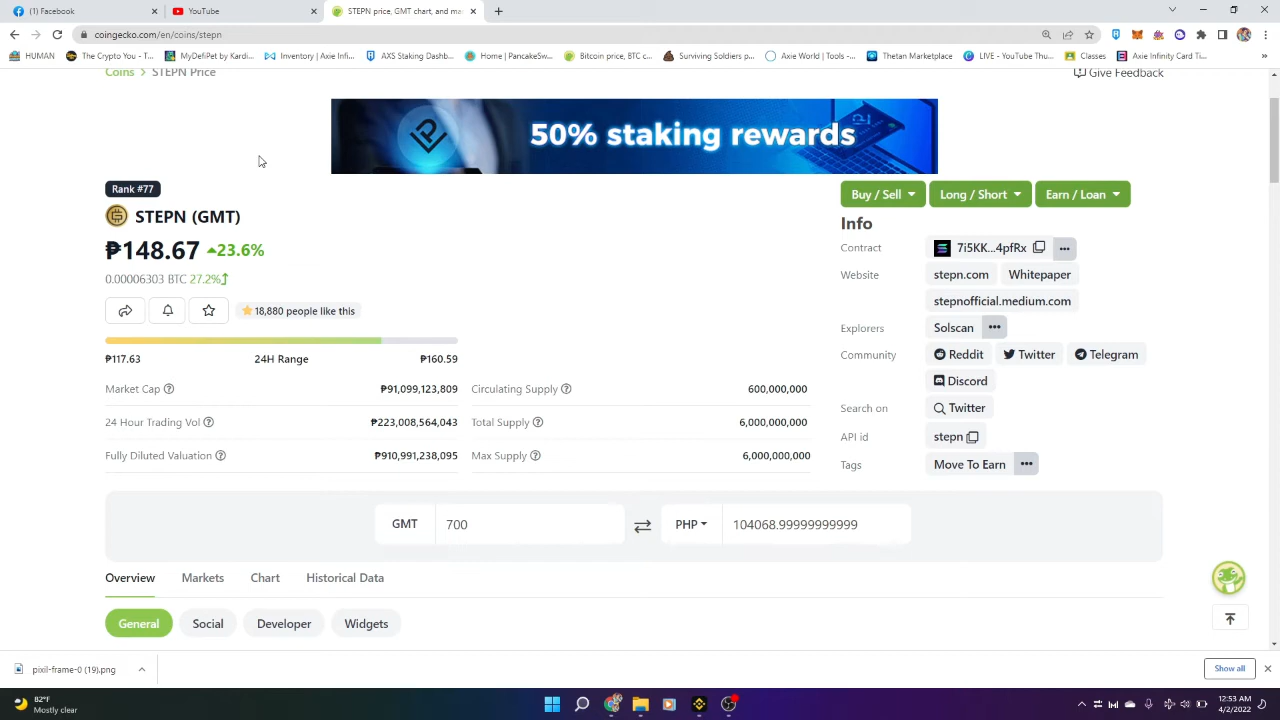 (1) Facebook
YouTube
STEPN price, GMT chart, and ma
coingecko.com/en/coins/stepn
HUMAN
The Crypto You - T...
MyDefiPet by Kardi...
Inventory | Axie Infi...
AXS Staking Dashb...
Home | PancakeSw...
Bitcoin price, BTC c...
Surviving Soldiers p...
Axie World | Tools -...
Thetan Marketplace
LIVE - YouTube Thu...
Classes
Axie Infinity Card Ti...
»
Coins > STEPN Price
Give Feedback
50% staking rewards
Rank #77
STEPN (GMT)
₱148.67 23.6%
0.00006303 BTC 27.2%
18,880 people like this
₱117.63 24H Range ₱160.59
Market Cap ₱91,099,123,809
24 Hour Trading Vol ₱223,008,564,043
Fully Diluted Valuation ₱910,991,238,095
Circulating Supply 600,000,000
Total Supply 6,000,000,000
Max Supply 6,000,000,000
Buy / Sell
Long / Short
Earn / Loan
Info
Contract 7i5KK...4pfRx •••
Website stepn.com Whitepaper
stepnofficial.medium.com
Explorers Solscan •••
Community Reddit Twitter Telegram
Discord
Search on Twitter
API id stepn
Tags Move To Earn •••
GMT 700 PHP 104068.99999999999
Overview Markets Chart Historical Data
General Social Developer Widgets
pixil-frame-0 (19).png
Show all
82°F
Mostly clear
12:53 AM
4/2/2022